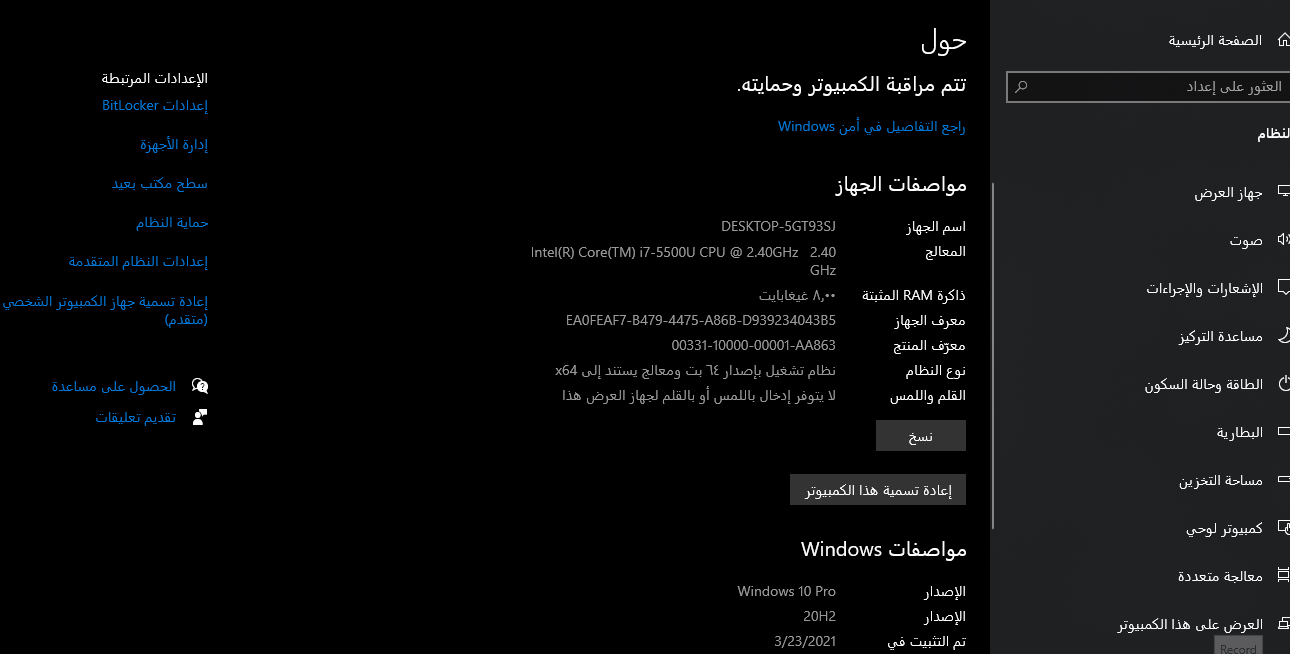 الصفحة الرئيسية
العثور على إعداد
النظام
جهاز العرض
صوت
الإشعارات والإجراءات
مساعدة التركيز
الطاقة وحالة السكون
البطارية
مساحة التخزين
كمبيوتر لوحي
معالجة متعددة
العرض على هذا الكمبيوتر
Record
حول
تتم مراقبة الكمبيوتر وحمايته.
راجع التفاصيل في أمن Windows
مواصفات الجهاز
اسم الجهاز DESKTOP-5GT93SJ
المعالج Intel(R) Core(TM) i7-5500U CPU @ 2.40GHz 2.40
GHz
ذاكرة RAM المثبتة ٨,٠٠ غيغابايت
معرف الجهاز EA0FEAF7-B479-4475-A86B-D939234043B5
معرّف المنتج 00331-10000-00001-AA863
نوع النظام نظام تشغيل بإصدار ٦٤ بت ومعالج يستند إلى x64
القلم واللمس لا يتوفر إدخال باللمس أو بالقلم لجهاز العرض هذا
نسخ
إعادة تسمية هذا الكمبيوتر
مواصفات Windows
الإصدار Windows 10 Pro
الإصدار 20H2
تم التثبيت في 3/23/2021
الإعدادات المرتبطة
إعدادات BitLocker
إدارة الأجهزة
سطح مكتب بعيد
حماية النظام
إعدادات النظام المتقدمة
إعادة تسمية جهاز الكمبيوتر الشخصي
(متقدم)
الحصول على مساعدة
تقديم تعليقات